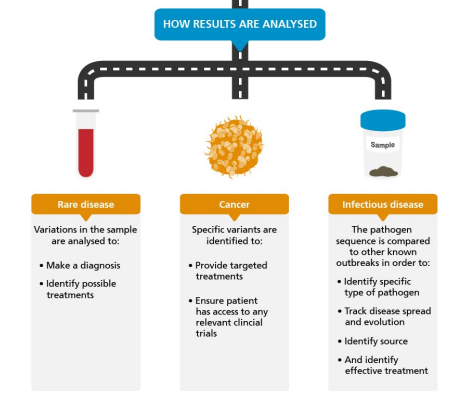 HOW RESULTS ARE ANALYSED
Sample
Rare disease
Variations in the sample
are analysed to:
• Make a diagnosis
• Identify possible
treatments
Cancer
Specific variants are
identified to:
• Provide targeted
treatments
• Ensure patient
has access to any
relevant clincial
trials
Infectious disease
The pathogen
sequence is compared
to other known
outbreaks in order to:
• Identify specific
type of pathogen
• Track disease spread
and evolution
• Identify source
• And identify
effective treatment